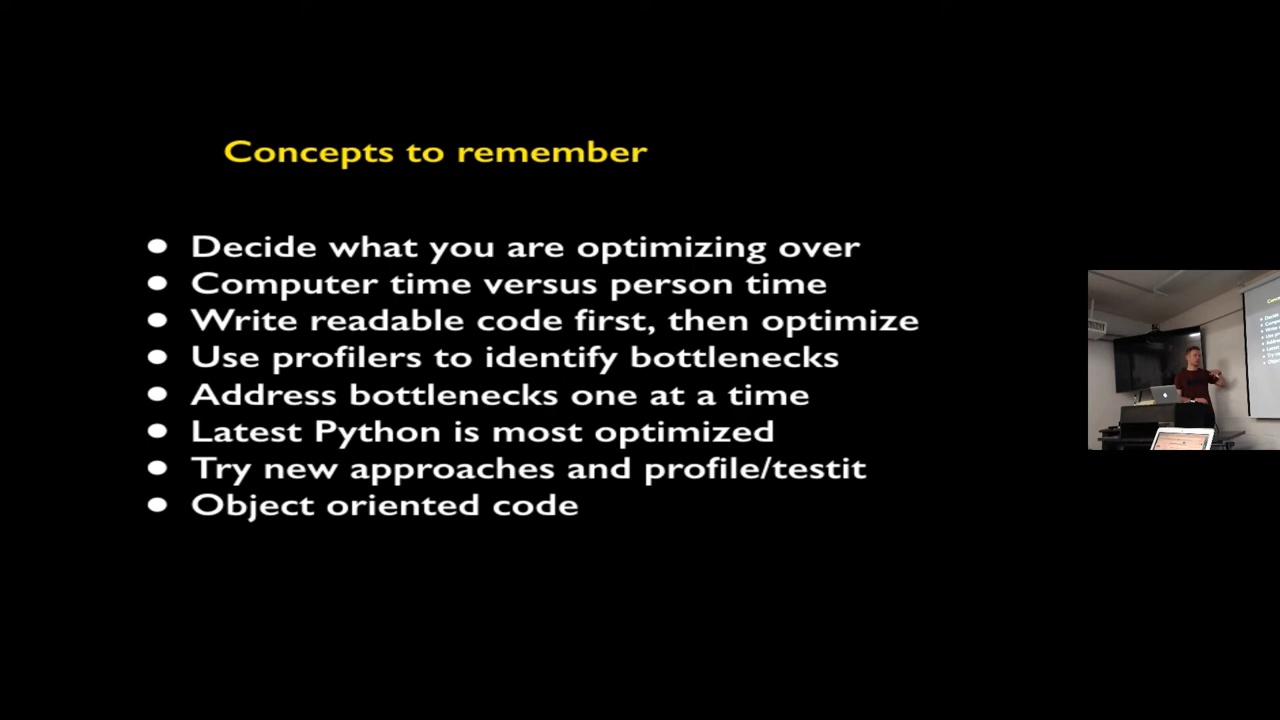 Concepts to remember
● Decide what you are optimizing over
● Computer time versus person time
● Write readable code first, then optimize
● Use profilers to identify bottlenecks
● Address bottlenecks one at a time
● Latest Python is most optimized
● Try new approaches and profile/testit
● Object oriented code